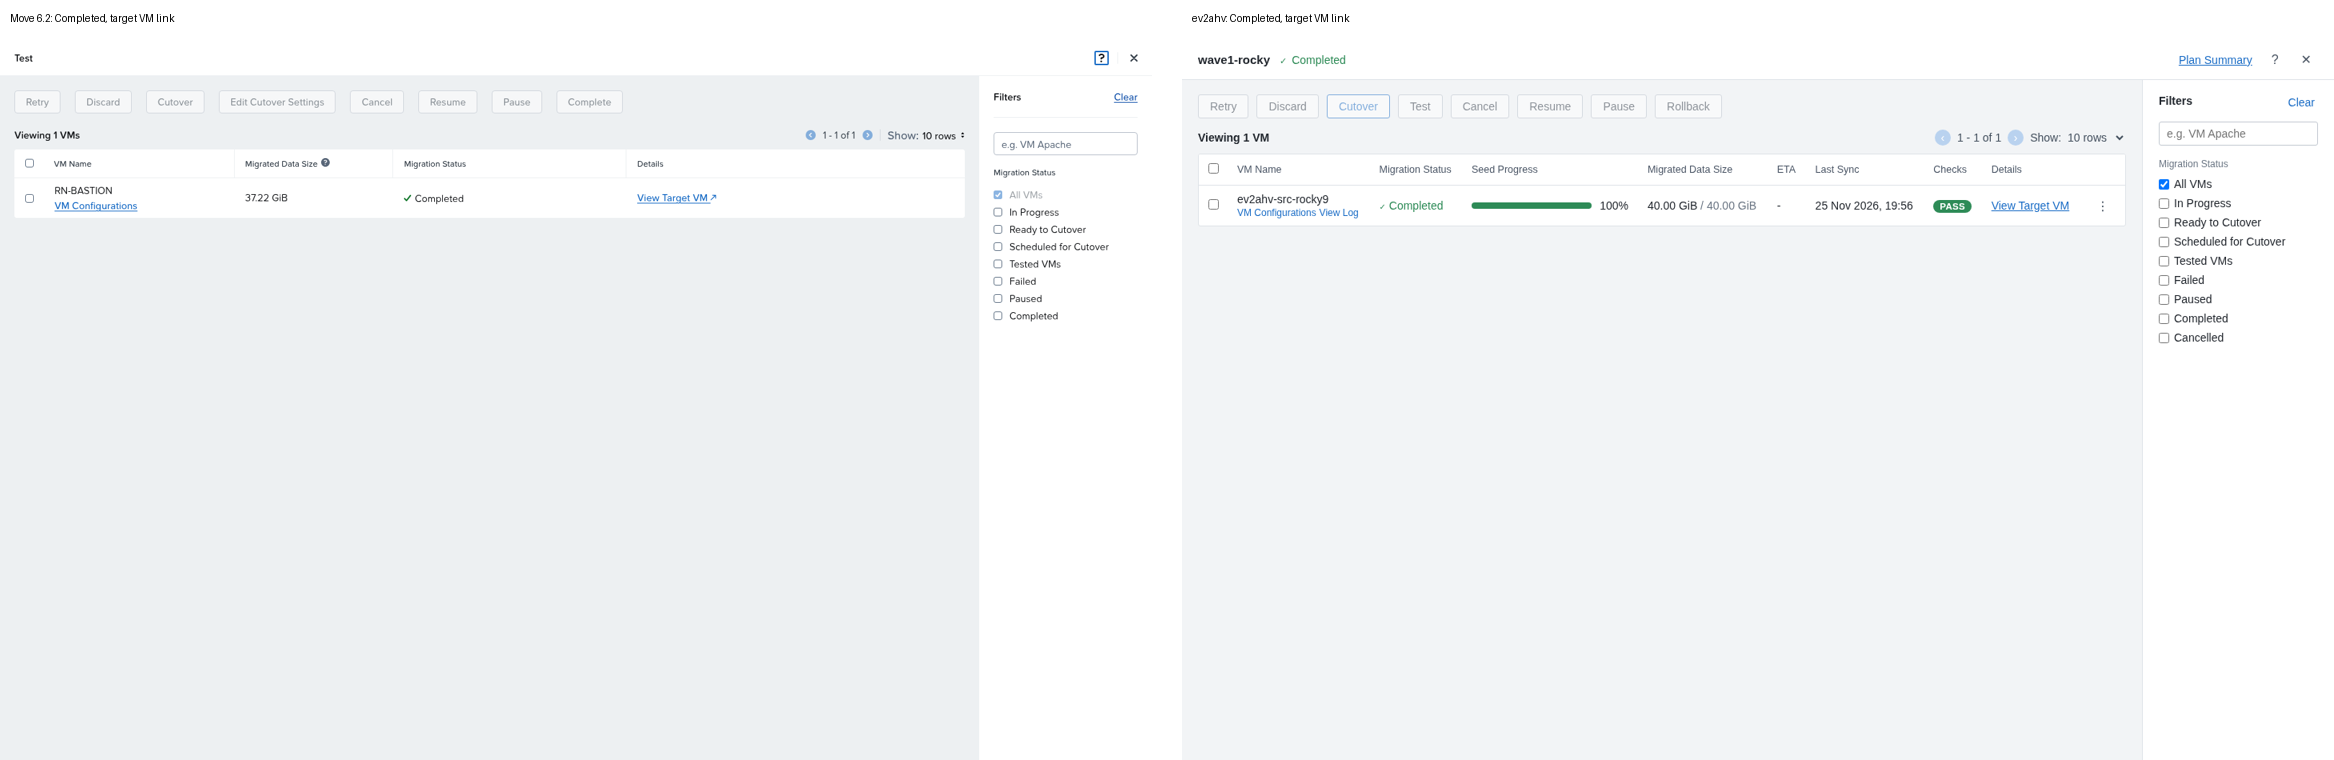 Move 6.2: Completed, target VM link
Test
?
Retry Discard Cutover Edit Cutover Settings Cancel Resume Pause Complete
Viewing 1 VMs 1 - 1 of 1 Show: 10 rows
VM Name Migrated Data Size ? Migration Status Details
RN-BASTION
VM Configurations
37.22 GiB Completed View Target VM
Filters Clear
e.g. VM Apache
Migration Status
All VMs
In Progress
Ready to Cutover
Scheduled for Cutover
Tested VMs
Failed
Paused
Completed
ev2ahv: Completed, target VM link
wave1-rocky ✓ Completed Plan Summary ? ✕
Retry Discard Cutover Test Cancel Resume Pause Rollback
Viewing 1 VM ‹ 1 - 1 of 1 › Show: 10 rows
VM Name Migration Status Seed Progress Migrated Data Size ETA Last Sync Checks Details
ev2ahv-src-rocky9
VM Configurations View Log
✓ Completed 100% 40.00 GiB / 40.00 GiB - 25 Nov 2026, 19:56 PASS View Target VM ⋮
Filters Clear
e.g. VM Apache
Migration Status
All VMs
In Progress
Ready to Cutover
Scheduled for Cutover
Tested VMs
Failed
Paused
Completed
Cancelled